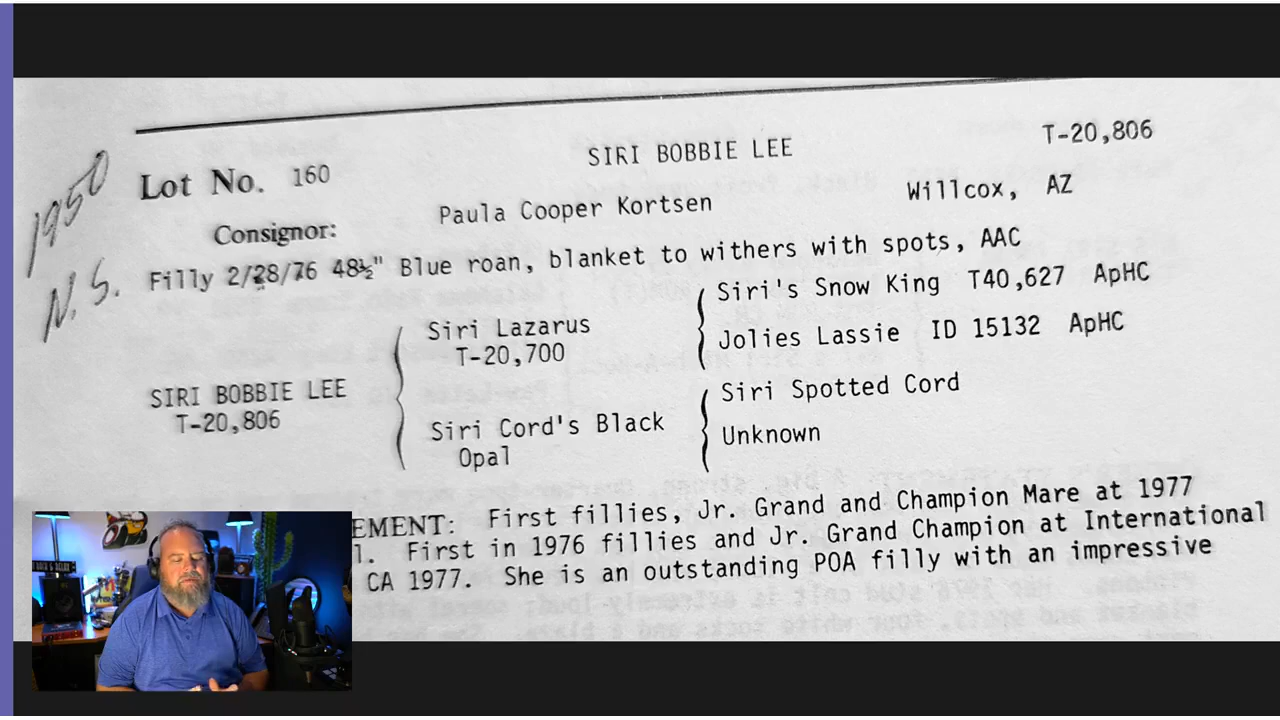 SIRI BOBBIE LEE T-20,806
1950
Lot No. 160
Consignor: Paula Cooper Kortsen Willcox, AZ
N.S.
Filly 2/28/76 48½" Blue roan, blanket to withers with spots, AAC
Siri's Snow King T40,627 ApHC
Siri Lazarus
T-20,700
Jolies Lassie ID 15132 ApHC
SIRI BOBBIE LEE
T-20,806
Siri Spotted Cord
Siri Cord's Black
Opal
Unknown
EMENT: First fillies, Jr. Grand and Champion Mare at 1977
l. First in 1976 fillies and Jr. Grand Champion at International
CA 1977. She is an outstanding POA filly with an impressive